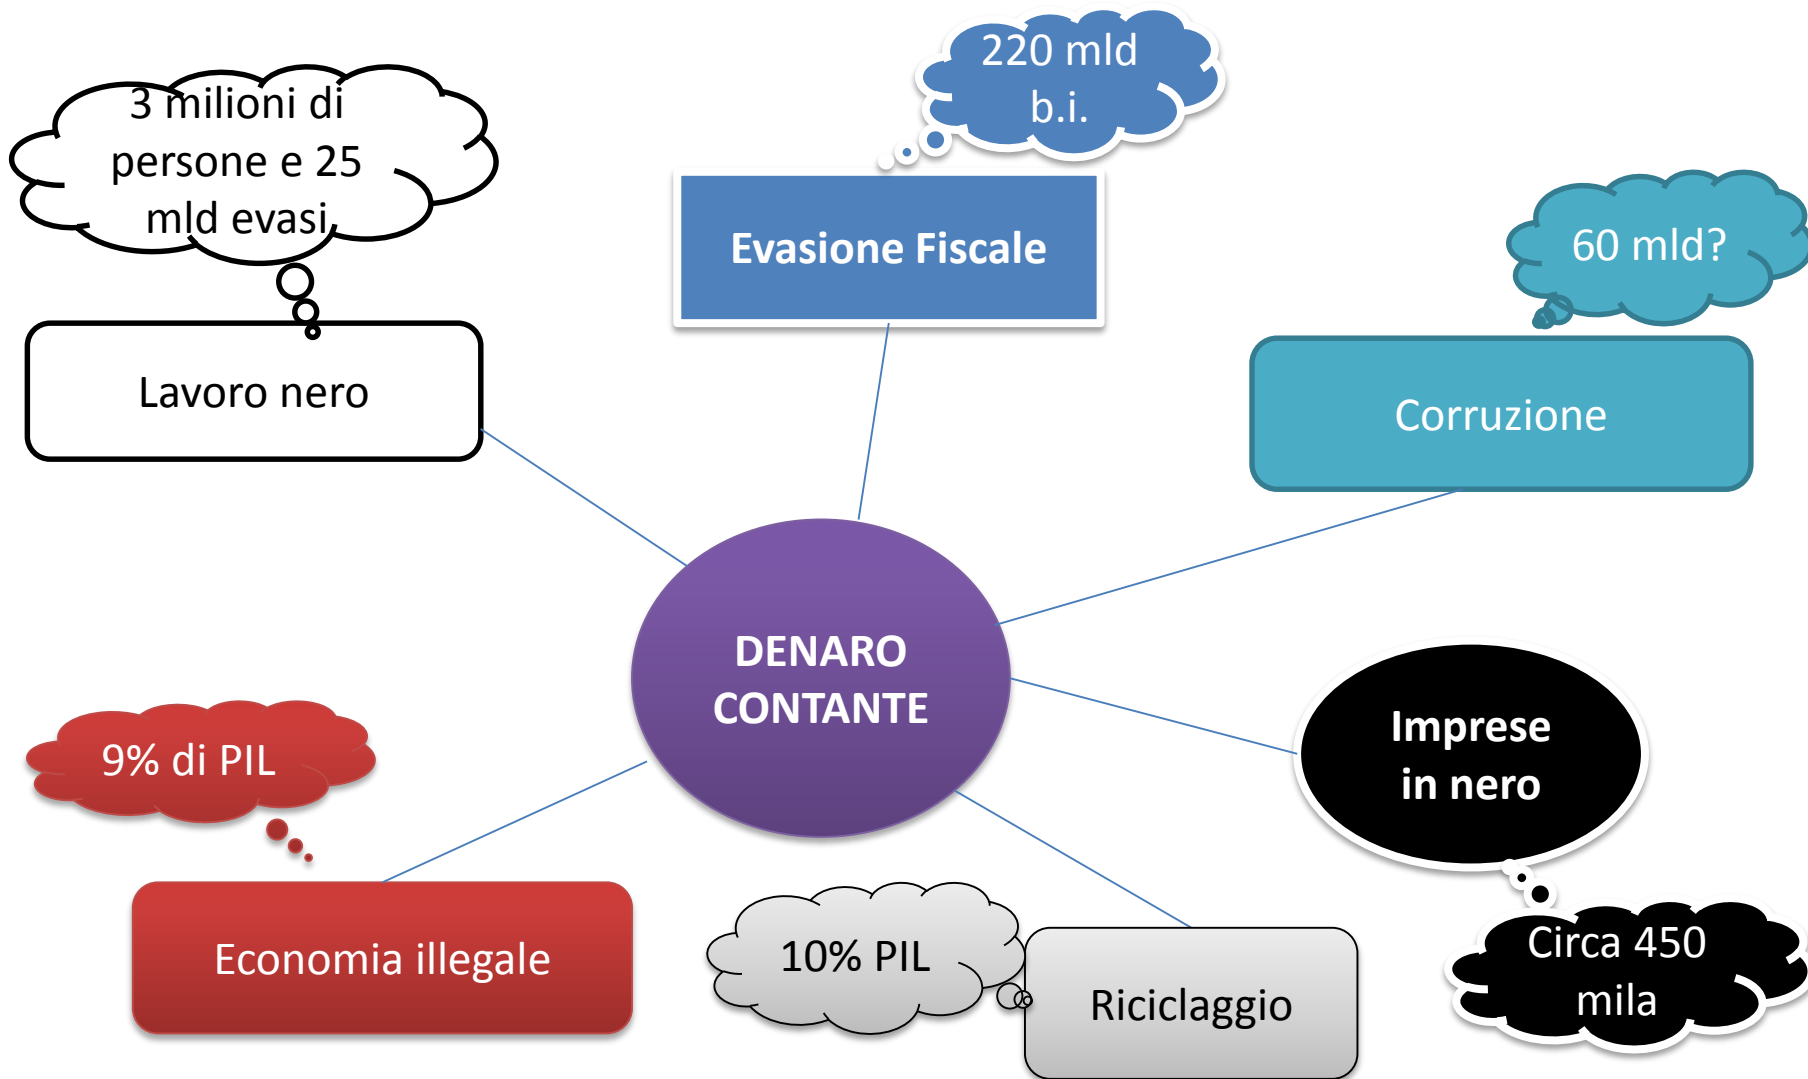 220 mld
b.i.
3 milioni di
persone e 25
mld evasi
Evasione Fiscale
60 mld?
Lavoro nero
Corruzione
DENARO
CONTANTE
Imprese
in nero
9% di PIL
Economia illegale
10% PIL
Riciclaggio
Circa 450
mila